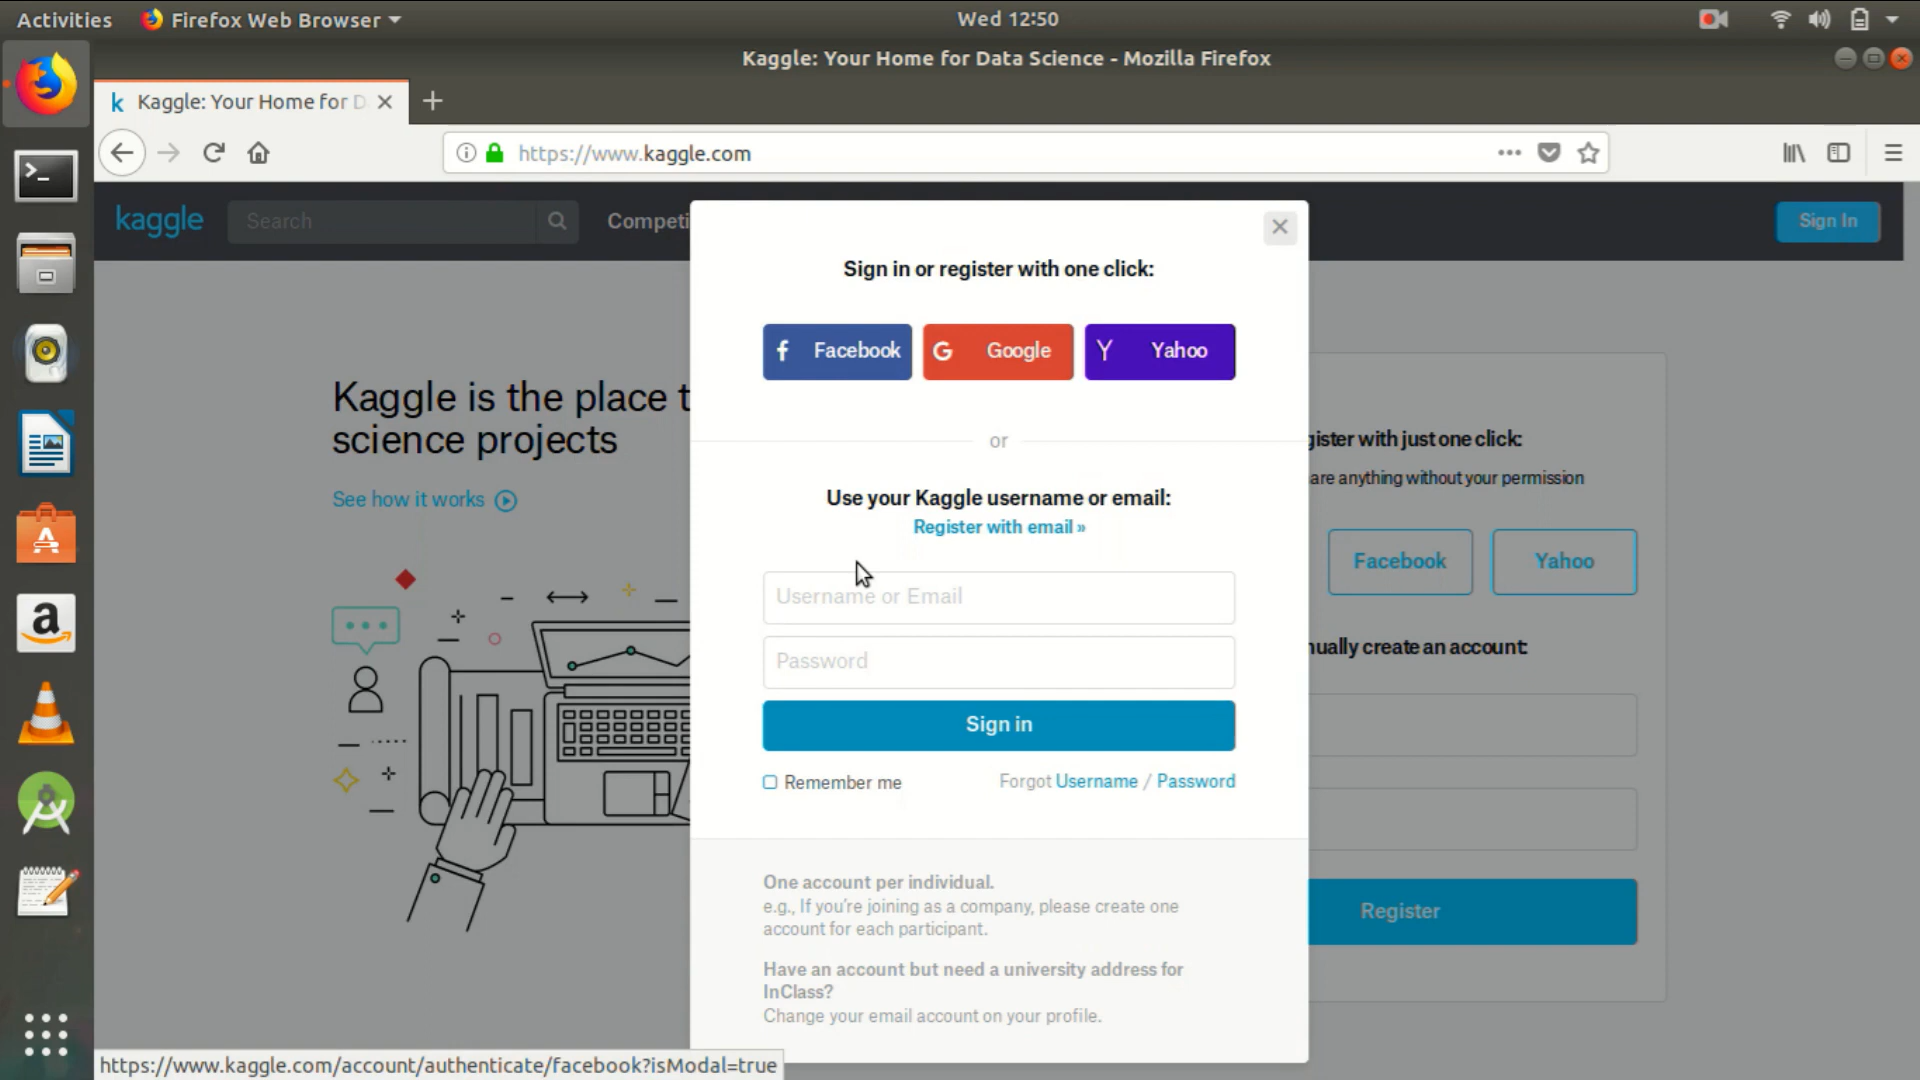 Activities
Firefox Web Browser
Wed 12:50
Kaggle: Your Home for Data Science - Mozilla Firefox
k Kaggle: Your Home for D
https://www.kaggle.com
kaggle
Search
Competi
Sign In
Sign in or register with one click:
Facebook
Google
Yahoo
or
Use your Kaggle username or email:
Register with email »
Username or Email
Password
Sign in
Remember me
Forgot Username / Password
One account per individual.
e.g., If you're joining as a company, please create one
account for each participant.
Have an account but need a university address for
InClass?
Change your email account on your profile.
Kaggle is the place t
science projects
See how it works
gister with just one click:
are anything without your permission
Facebook
Yahoo
nually create an account:
Register
https://www.kaggle.com/account/authenticate/facebook?isModal=true